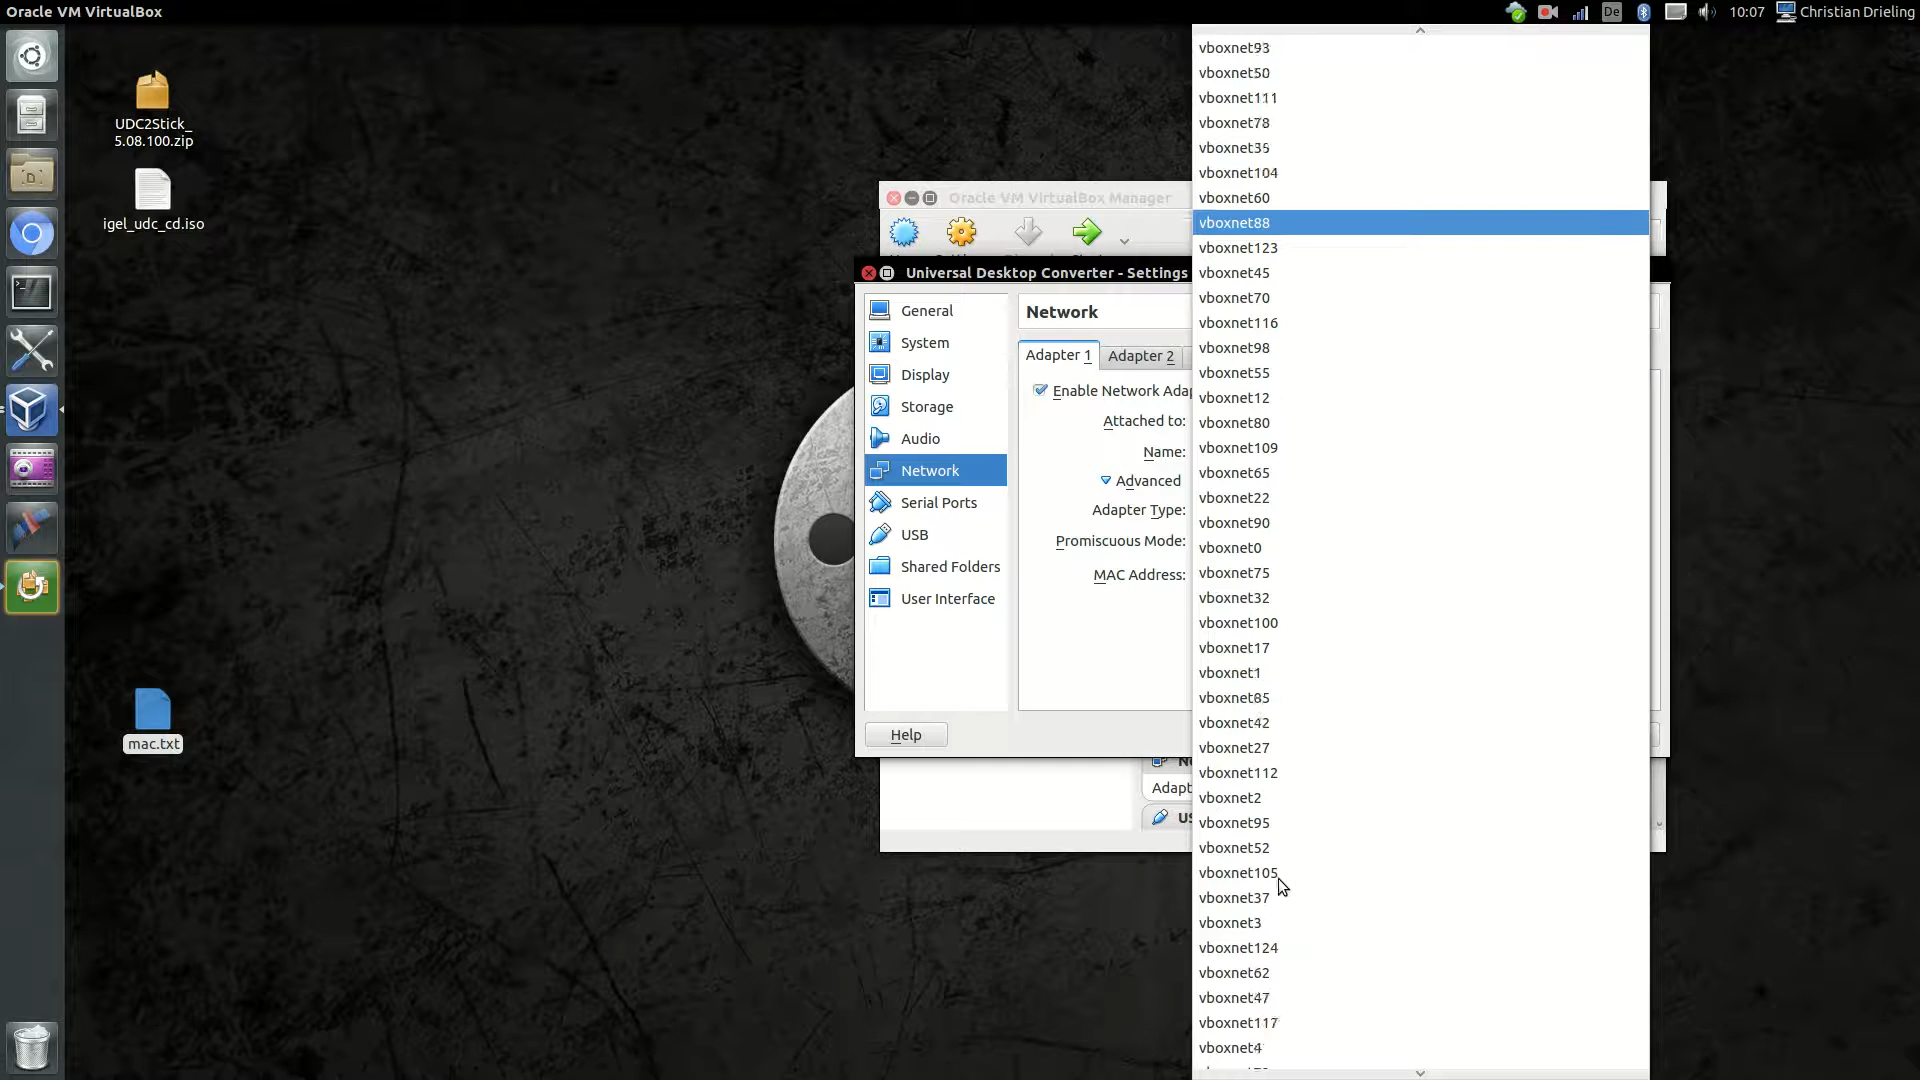 Oracle VM VirtualBox
De
10:07
Christian Drieling
UDC2Stick_
5.08.100.zip
igel_udc_cd.iso
mac.txt
Oracle VM VirtualBox Manager
Universal Desktop Converter - Settings
General
System
Display
Storage
Audio
Network
Serial Ports
USB
Shared Folders
User Interface
Help
Network
Adapter 1
Adapter 2
Enable Network Adap
Attached to:
Name:
Advanced
Adapter Type:
Promiscuous Mode:
MAC Address:
Adapt
vboxnet93
vboxnet50
vboxnet111
vboxnet78
vboxnet35
vboxnet104
vboxnet60
vboxnet88
vboxnet123
vboxnet45
vboxnet70
vboxnet116
vboxnet98
vboxnet55
vboxnet12
vboxnet80
vboxnet109
vboxnet65
vboxnet22
vboxnet90
vboxnet0
vboxnet75
vboxnet32
vboxnet100
vboxnet17
vboxnet1
vboxnet85
vboxnet42
vboxnet27
vboxnet112
vboxnet2
vboxnet95
vboxnet52
vboxnet105
vboxnet37
vboxnet3
vboxnet124
vboxnet62
vboxnet47
vboxnet117
vboxnet4